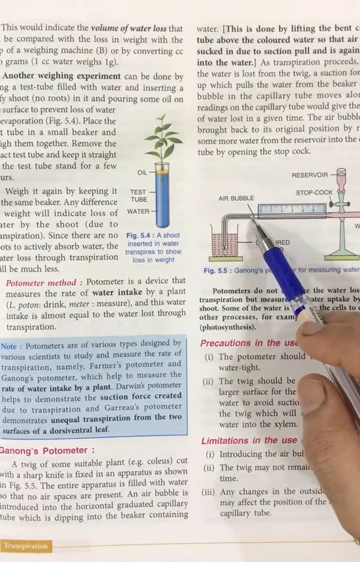 This would indicate the volume of water loss that
be compared with the loss in weight with the
of a weighing machine (B) or by converting cc
grams (1 cc water weighs 1g).
Another weighing experiment can be done by
a test-tube filled with water and inserting a
fy shoot (no roots) in it and pouring some oil on
surface to prevent loss of water
evaporation (Fig. 5.4). Place the
t tube in a small beaker and
igh them together. Remove the
act tube and keep it straight
the test tube stand for a few
urs.
Weigh it again by keeping it
the same beaker. Any difference
weight will indicate loss of
ater by the shoot (due to
anspiration). Since there are no
ots to actively absorb water, the
ater loss through transpiration
ill be much less.
OIL
TEST
TUBE
WATER
Fig. 5.4 : A shoot
inserted in water
transpires to show
loss in weight
Potometer method : Potometer is a device that
measures the rate of water intake by a plant
(L. poton: drink, meter : measure), and this water
intake is almost equal to the water lost through
transpiration.
Note : Potometers are of various types designed by
various scientists to study and measure the rate of
transpiration, namely, Farmer's potometer and
Ganong's potometer, which help to measure the
rate of water intake by a plant. Darwin's potometer
helps to demonstrate the suction force created
due to transpiration and Garreau's potometer
demonstrates unequal transpiration from the two
surfaces of a dorsiventral leaf.
Ganong's Potometer :
A twig of some suitable plant (e.g. coleus) cut
with a sharp knife is fixed in an apparatus as shown
in Fig. 5.5. The entire apparatus is filled with water
so that no air spaces are present. An air bubble is
introduced into the horizontal graduated capillary
tube which is dipping into the beaker containing
Transpiration
water. [This is done by lifting the bent c
tube above the coloured water so that air
sucked in due to suction pull and is again
into the water.] As transpiration proceeds,
the water is lost from the twig, a suction for
up which pulls the water from the beaker
bubble in the capillary tube moves alo
readings on the capillary tube would give the
of water lost in a given time. The air bubble
brought back to its original position by r
some more water from the reservoir into the
tube by opening the stop cock.
RESERVOIR
STOP-COCK
AIR BUBBLE
RED
W
Fig. 5.5 : Ganong's p for measuring water
Potometers do the water los
transpiration but measure ater uptake by
shoot. Some of the water is the cells
other processes, for exam
(photosynthesis).
Precautions in the use
(i) The potometer should
water-tight.
(ii) The twig should be
larger surface for the
water to avoid suctio
the twig which will
water into the xylem.
Limitations in the use
(i) Introducing the air bu
(ii) The twig may not remai
time.
(iii) Any changes in the outsid
may affect the position of the
capillary tube.